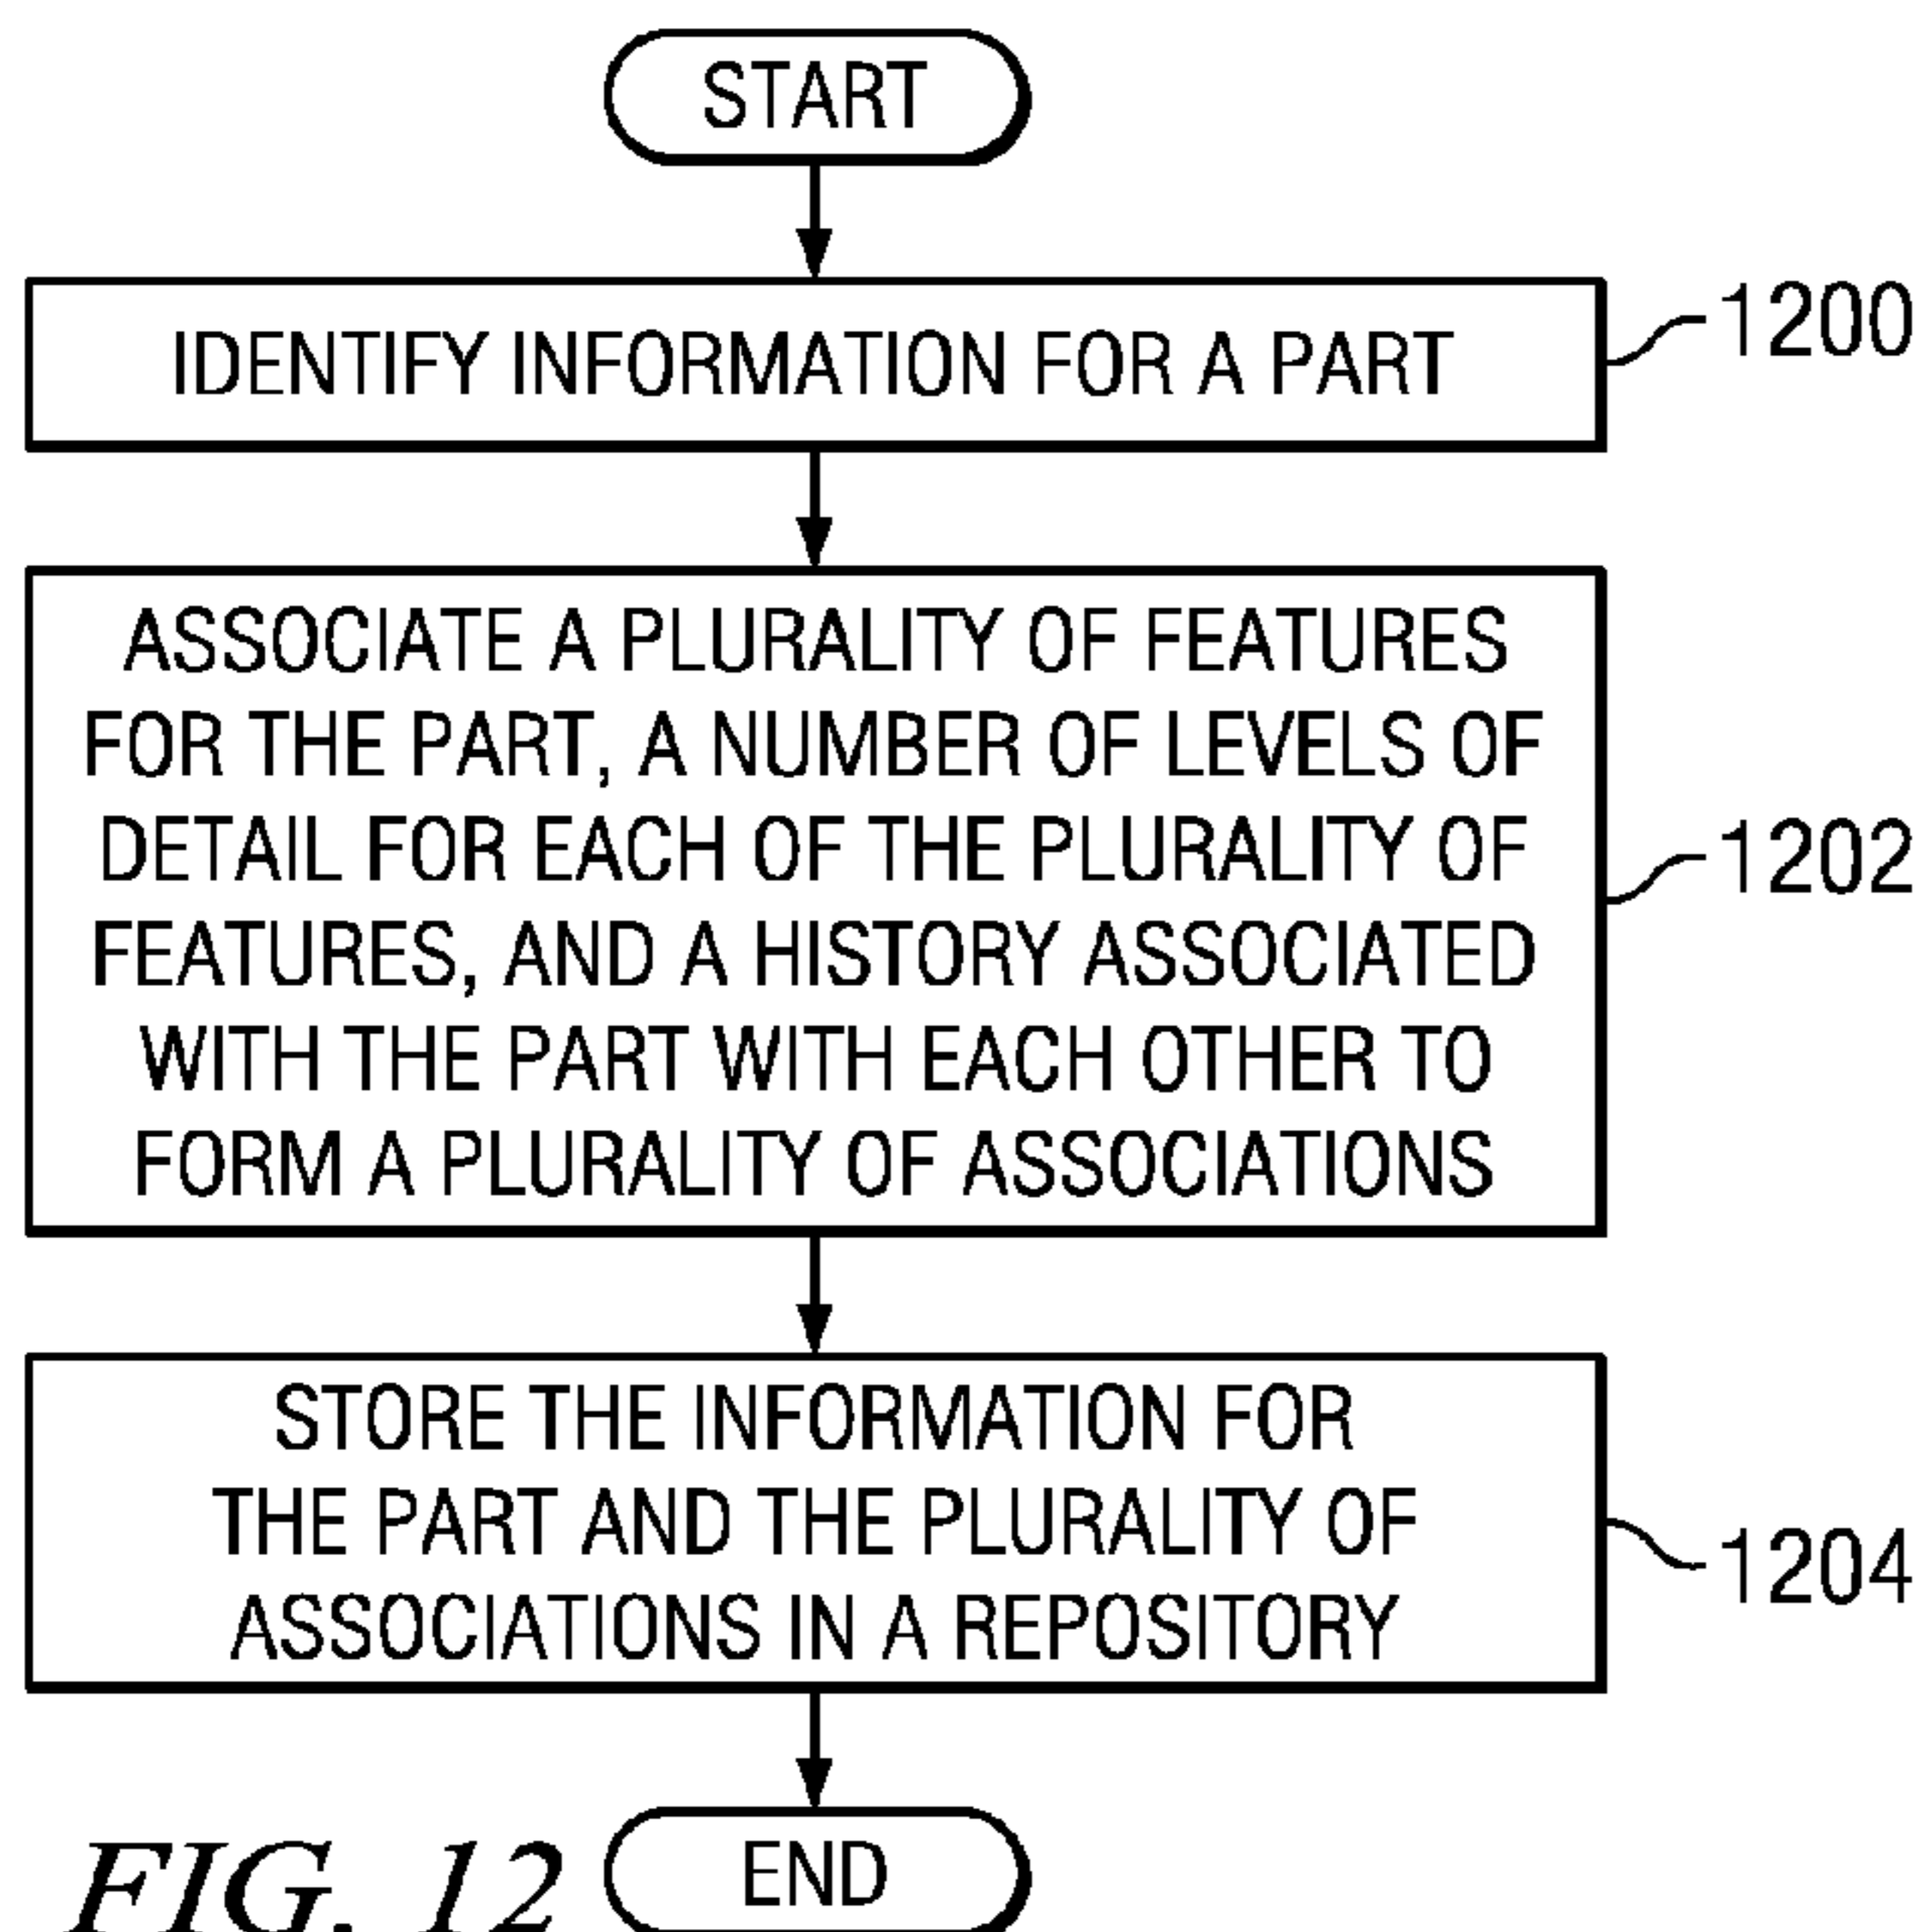 START
IDENTIFY INFORMATION FOR A PART
1200
ASSOCIATE A PLURALITY OF FEATURES
FOR THE PART, A NUMBER OF LEVELS OF
DETAIL FOR EACH OF THE PLURALITY OF
FEATURES, AND A HISTORY ASSOCIATED
WITH THE PART WITH EACH OTHER TO
FORM A PLURALITY OF ASSOCIATIONS
1202
STORE THE INFORMATION FOR
THE PART AND THE PLURALITY OF
ASSOCIATIONS IN A REPOSITORY
1204
END
FIG. 12